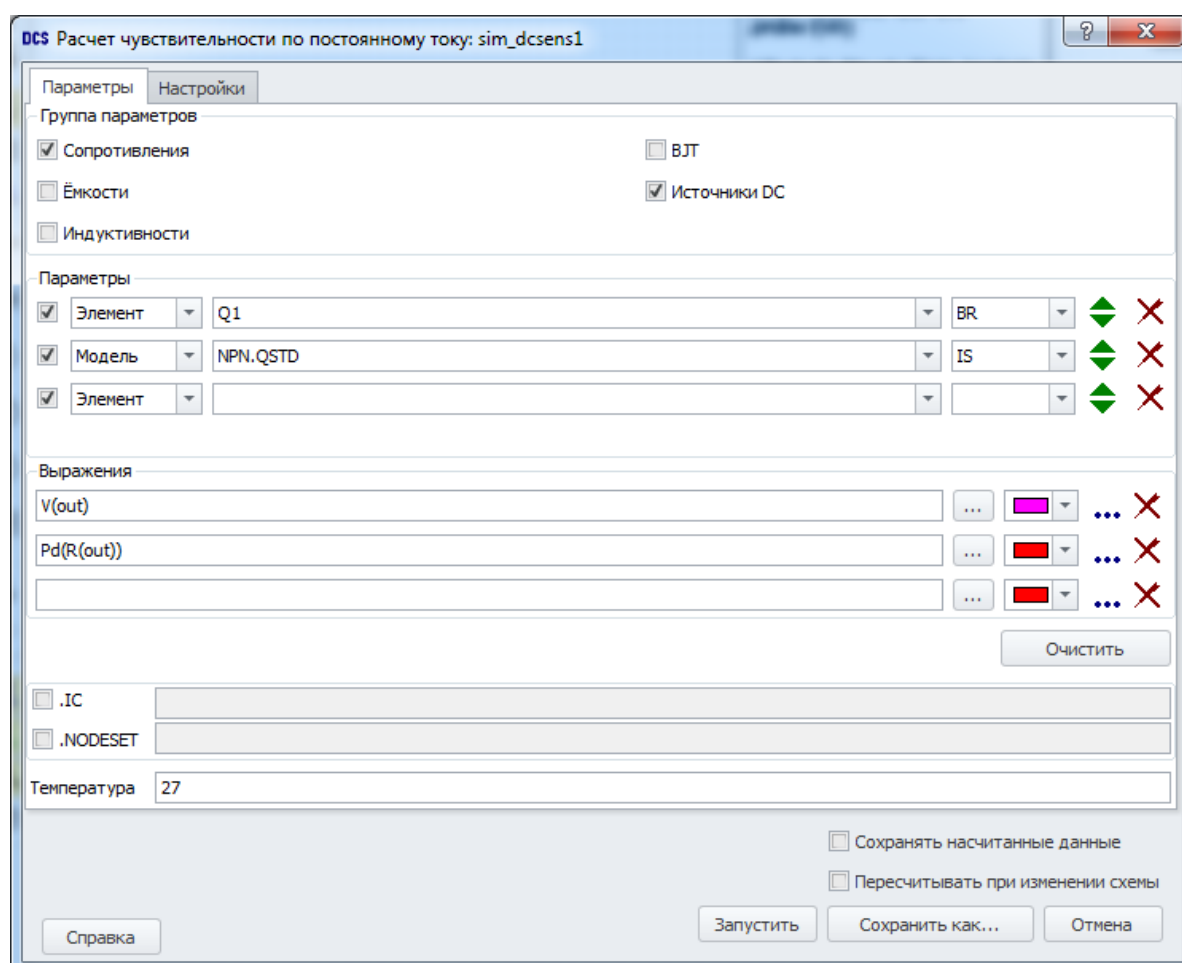 DCS Расчет чувствительности по постоянному току: sim_dcsens1
?
Параметры Настройки
Группа параметров
Сопротивления BJT
Ёмкости Источники DC
Индуктивности
Параметры
Элемент Q1 BR
Модель NPN.QSTD IS
Элемент
Выражения
V(out) ...
Pd(R(out)) ...
...
Очистить
.IC
.NODESET
Температура 27
Сохранять насчитанные данные
Пересчитывать при изменении схемы
Справка Запустить Сохранить как... Отмена